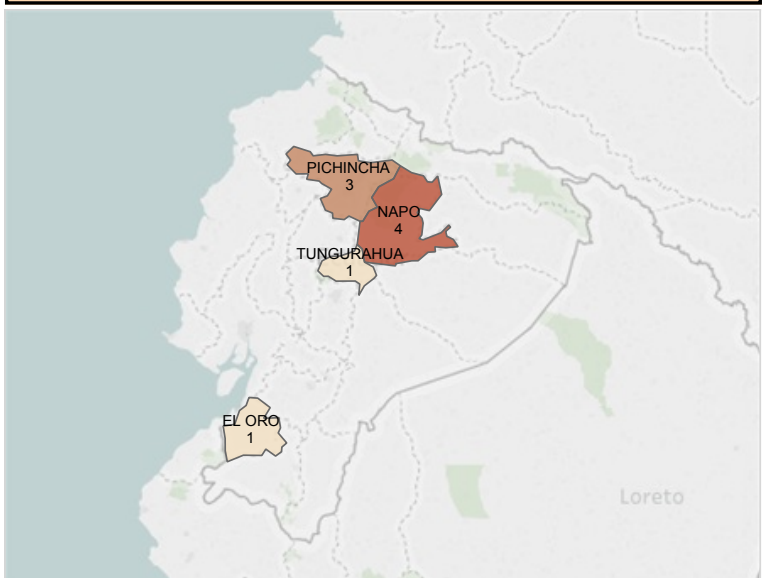 PICHINCHA
3
NAPO
4
TUNGURAHUA
1
EL ORO
1
Loreto